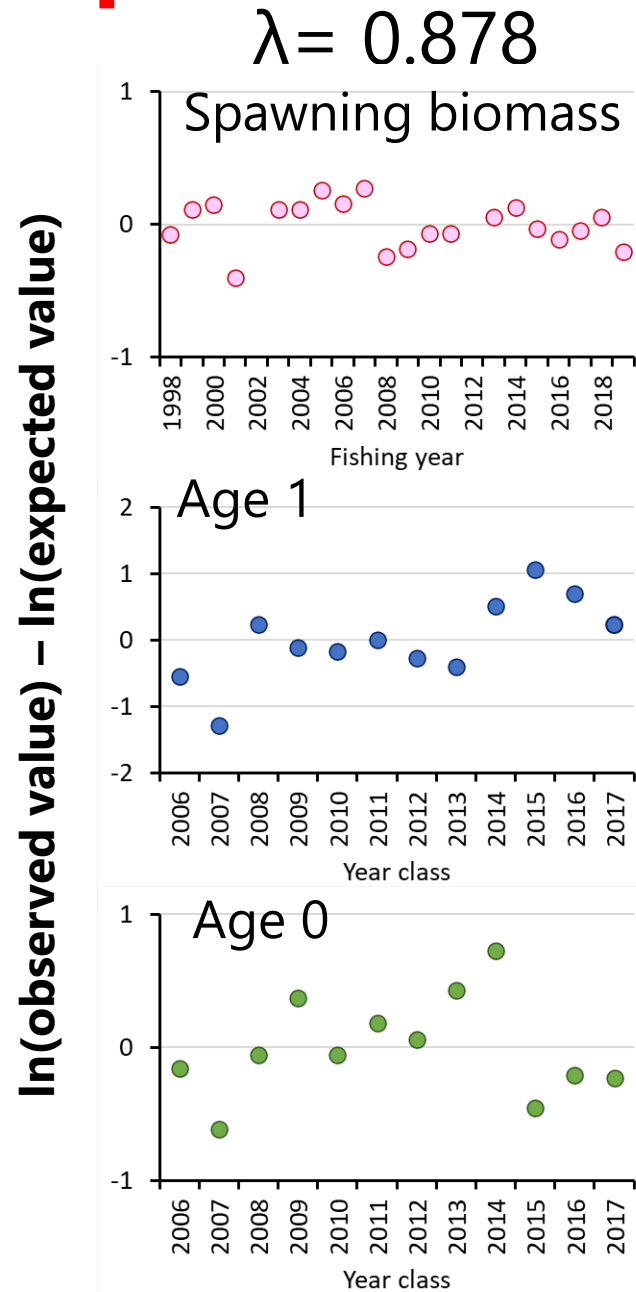 λ= 0.878
ln(observed value) – ln(expected value)
Spawning biomass
1
0
-1
1998 2000 2002 2004 2006 2008 2010 2012 2014 2016 2018
Fishing year
Age 1
2
1
0
-1
-2
2006 2007 2008 2009 2010 2011 2012 2013 2014 2015 2016 2017
Year class
Age 0
1
0
-1
2006 2007 2008 2009 2010 2011 2012 2013 2014 2015 2016 2017
Year class